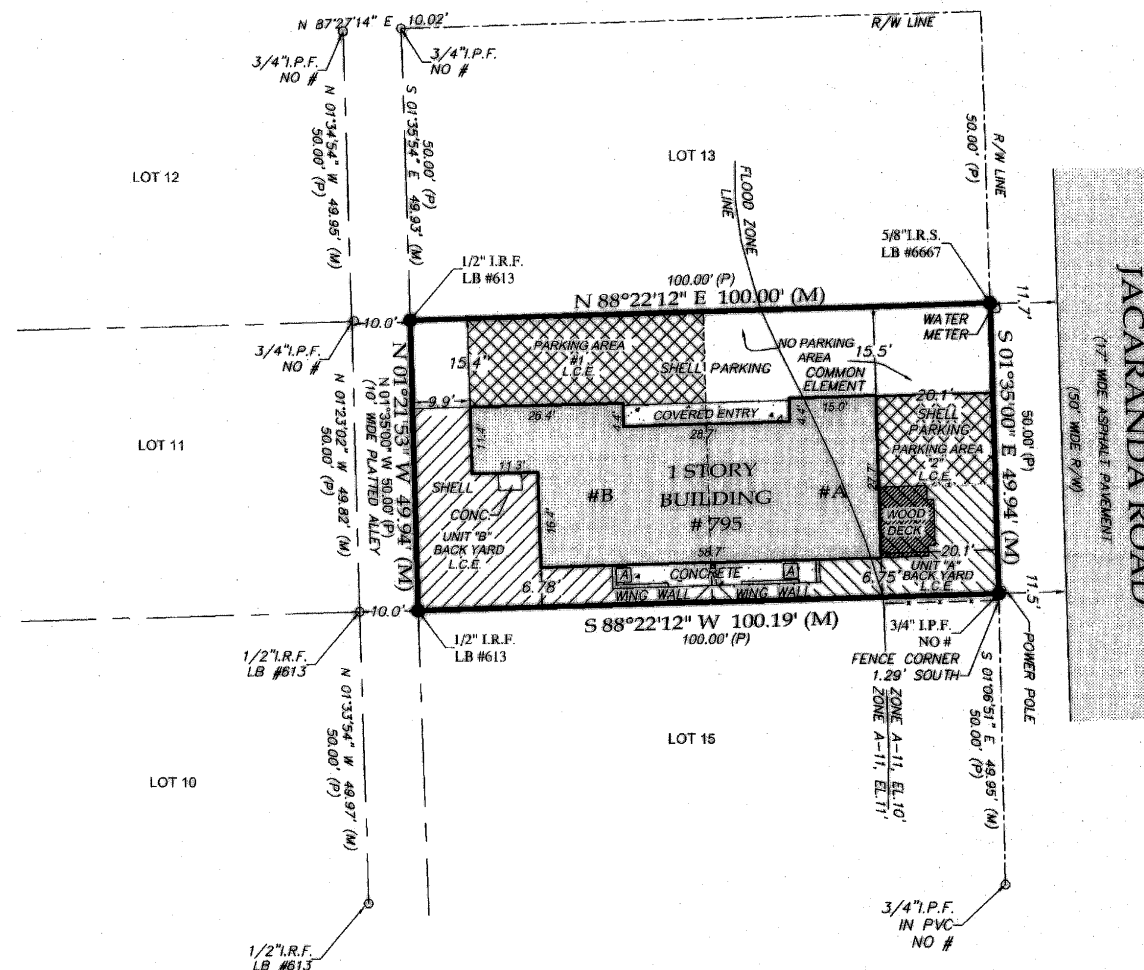 N 87°27'14" E 10.02'
R/W LINE
3/4"I.P.F.
NO #
3/4"I.P.F.
NO #
N 01°34'54" W 49.95' (M)
50.00' (P)
S 01°35'54" E 49.93' (M)
50.00' (P)
R/W LINE
50.00' (P)
LOT 12
LOT 13
FLOOD ZONE
LINE
1/2" I.R.F.
LB #613
5/8"I.R.S.
LB #6667
100.00' (P)
N 88°22'12" E 100.00' (M)
10.0'
11.7'
3/4"I.P.F.
NO #
WATER
METER
JACARANDA ROAD
(17' WIDE ASPHALT PAVEMENT
(50' WIDE R/W)
PARKING AREA
#1
L.C.E.
SHELL PARKING
NO PARKING
AREA
COMMON
ELEMENT
15.4'
15.5'
9.9'
20.1'
26.4'
COVERED ENTRY
15.0'
4.4'
28.7'
4.4'
SHELL
PARKING
PARKING AREA
"2"
L.C.E.
S 01°35'00" E 49.94' (M)
50.00' (P)
LOT 11
N 01°23'02" W 49.82' (M)
50.00' (P)
N 01°35'00" W 50.00' (P)
(10' WIDE PLATTED ALLEY
N 01°21'53" W 49.94' (M)
11.4'
11.3'
SHELL
CONC.
UNIT "B"
BACK YARD
L.C.E.
16.4'
1 STORY
BUILDING
# 795
#B
#A
WOOD
DECK
58.7'
20.1'
UNIT "A"
BACK YARD
L.C.E.
A
CONCRETE
A
6.78'
6.75'
WING WALL
WING WALL
10.0'
11.5'
S 88°22'12" W 100.19' (M)
100.00' (P)
1/2"I.R.F.
LB #613
1/2" I.R.F.
LB #613
3/4" I.P.F.
NO #
FENCE CORNER
1.29' SOUTH
POWER POLE
S 01°06'51" E 49.95' (M)
50.00' (P)
ZONE A-11, EL.10'
ZONE A-11, EL.11'
LOT 15
LOT 10
N 01°33'54" W 49.97' (M)
50.00' (P)
1/2"I.R.F.
LB #613
3/4"I.P.F.
IN PVC
NO #